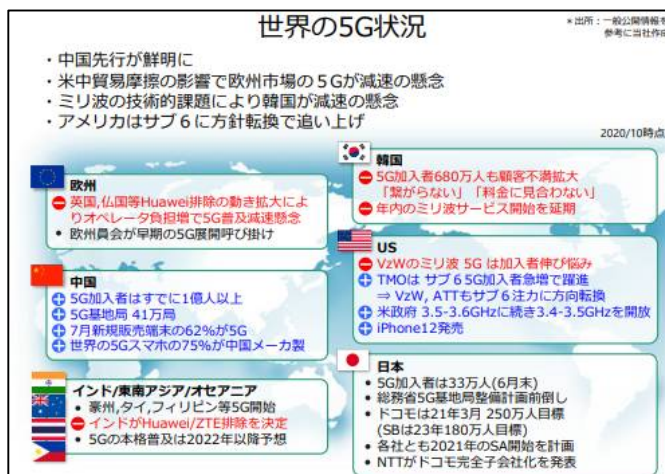 世界の5G状況
＊出所：一般公開情報を
参考に当社作成
・中国先行が鮮明に
・米中貿易摩擦の影響で欧州市場の５Gが減速の懸念
・ミリ波の技術的課題により韓国が減速の懸念
・アメリカはサブ６に方針転換で追い上げ
2020/10時点
欧州
英国,仏国等Huawei排除の動き拡大によ
りオペレータ負担増で5G普及減速懸念
• 欧州員会が早期の5G展開呼び掛け
中国
5G加入者はすでに1億人以上
5G基地局 41万局
7月新規販売端末の62%が5G
世界の5Gスマホの75%が中国メーカ製
インド/東南アジア/オセアニア
• 豪州,タイ,フィリピン等5G開始
インドがHuawei/ZTE排除を決定
• 5Gの本格普及は2022年以降予想
韓国
5G加入者680万人も顧客不満拡大
「繋がらない」「料金に見合わない」
年内のミリ波サービス開始を延期
US
VzWのミリ波 5G は加入者伸び悩み
TMOは サブ６5G加入者急増で躍進
⇒ VzW, ATTもサブ６注力に方向転換
米政府 3.5-3.6GHzに続き3.4-3.5GHzを開放
iPhone12発売
日本
• 5G加入者は33万人(6月末)
• 総務省5G基地局整備計画前倒し
• ドコモは21年3月 250万人目標
(SBは23年180万人目標)
• 各社とも2021年のSA開始を計画
• NTTがドコモ完全子会社化を発表